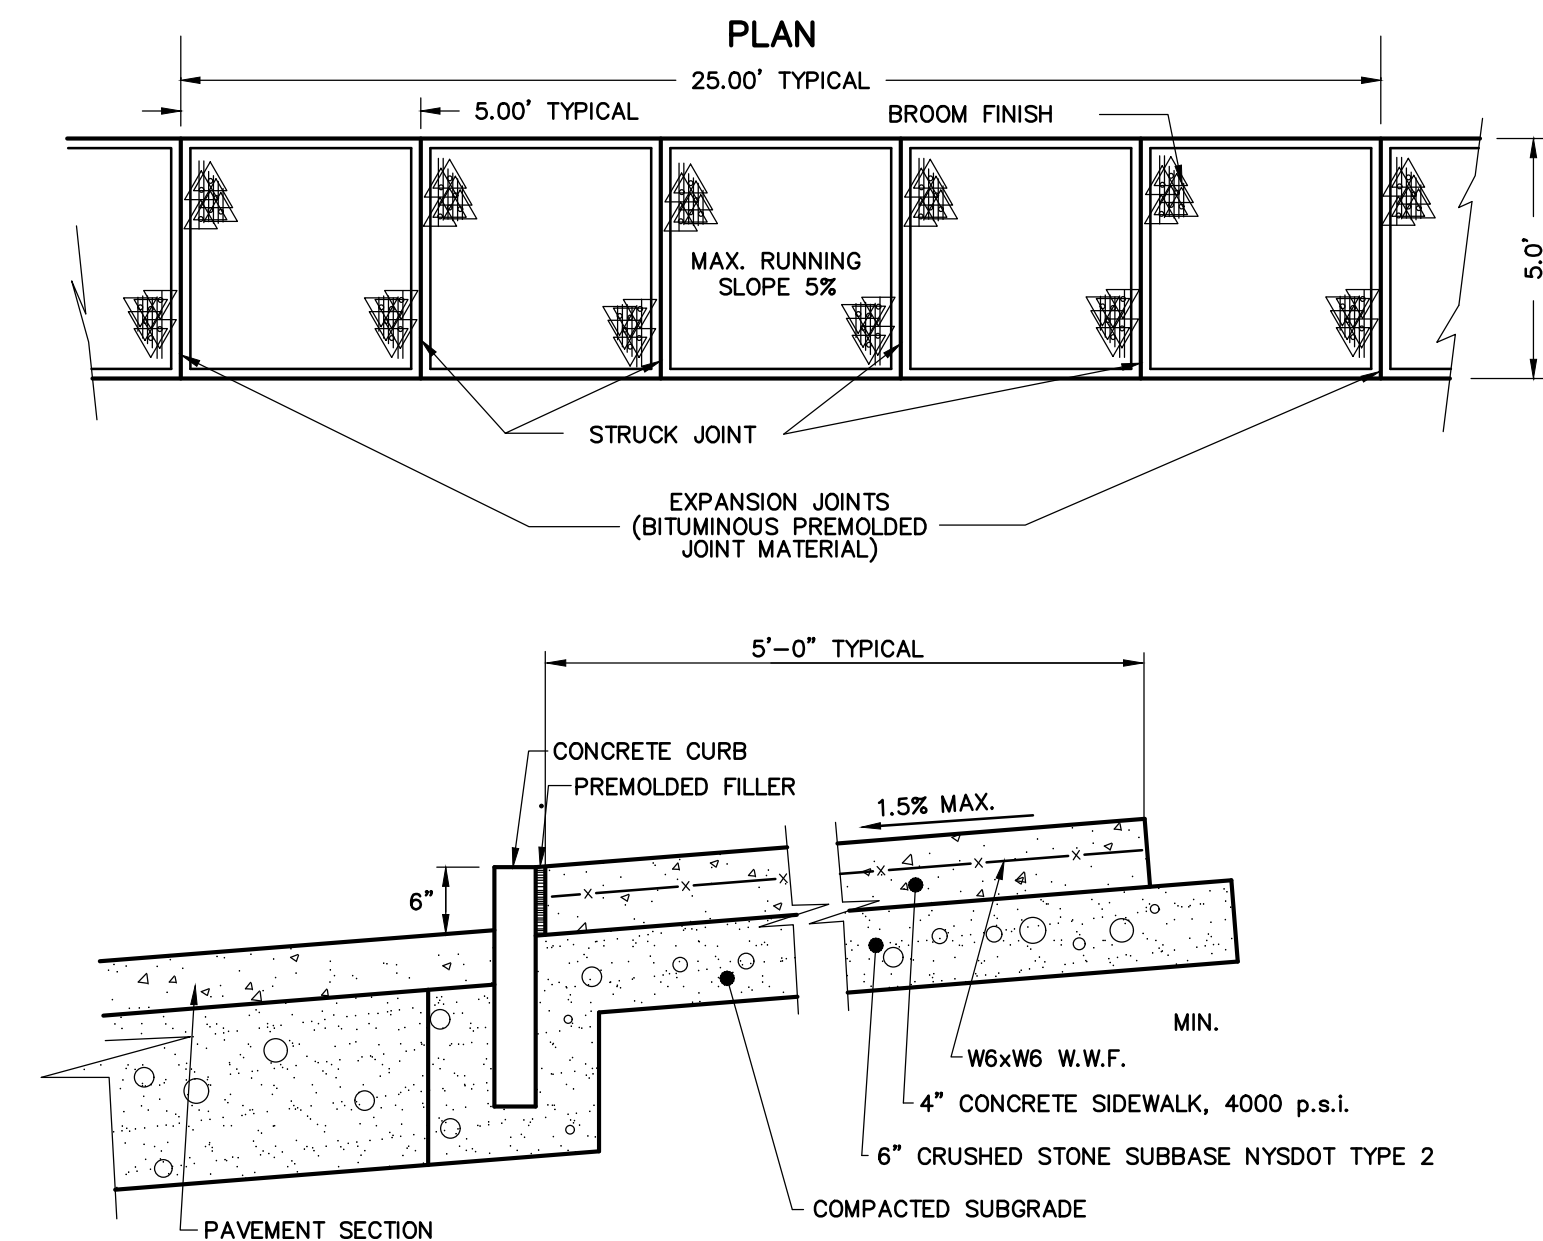 PLAN
25.00' TYPICAL
5.00' TYPICAL
BROOM FINISH
MAX. RUNNING
SLOPE 5%
5.0'
STRUCK JOINT
EXPANSION JOINTS
(BITUMINOUS PREMOLDED
JOINT MATERIAL)
5'-0" TYPICAL
CONCRETE CURB
PREMOLDED FILLER
1.5% MAX.
6"
MIN.
W6xW6 W.W.F.
4" CONCRETE SIDEWALK, 4000 p.s.i.
6" CRUSHED STONE SUBBASE NYSDOT TYPE 2
COMPACTED SUBGRADE
PAVEMENT SECTION